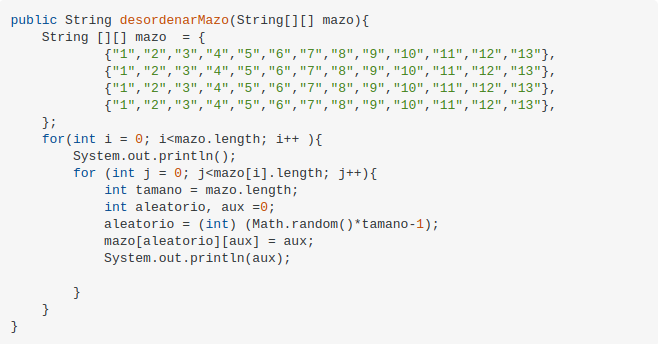 public String desordenarMazo(String[][] mazo){
    String [][] mazo  = {
            {"1","2","3","4","5","6","7","8","9","10","11","12","13"},
            {"1","2","3","4","5","6","7","8","9","10","11","12","13"},
            {"1","2","3","4","5","6","7","8","9","10","11","12","13"},
            {"1","2","3","4","5","6","7","8","9","10","11","12","13"},
    };
    for(int i = 0; i<mazo.length; i++ ){
        System.out.println();
        for (int j = 0; j<mazo[i].length; j++){
            int tamano = mazo.length;
            int aleatorio, aux =0;
            aleatorio = (int) (Math.random()*tamano-1);
            mazo[aleatorio][aux] = aux;
            System.out.println(aux);

        }
    }
}